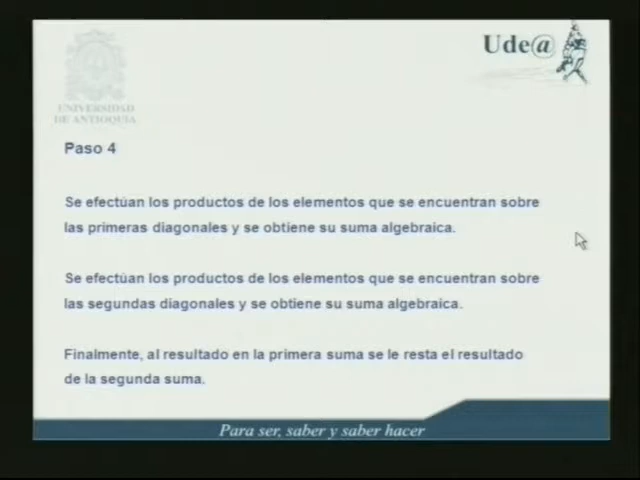 Ude@
UNIVERSIDAD
DE ANTIOQUIA
Paso 4
Se efectúan los productos de los elementos que se encuentran sobre
las primeras diagonales y se obtiene su suma algebraica.
Se efectúan los productos de los elementos que se encuentran sobre
las segundas diagonales y se obtiene su suma algebraica.
Finalmente, al resultado en la primera suma se le resta el resultado
de la segunda suma.
Para ser, saber y saber hacer